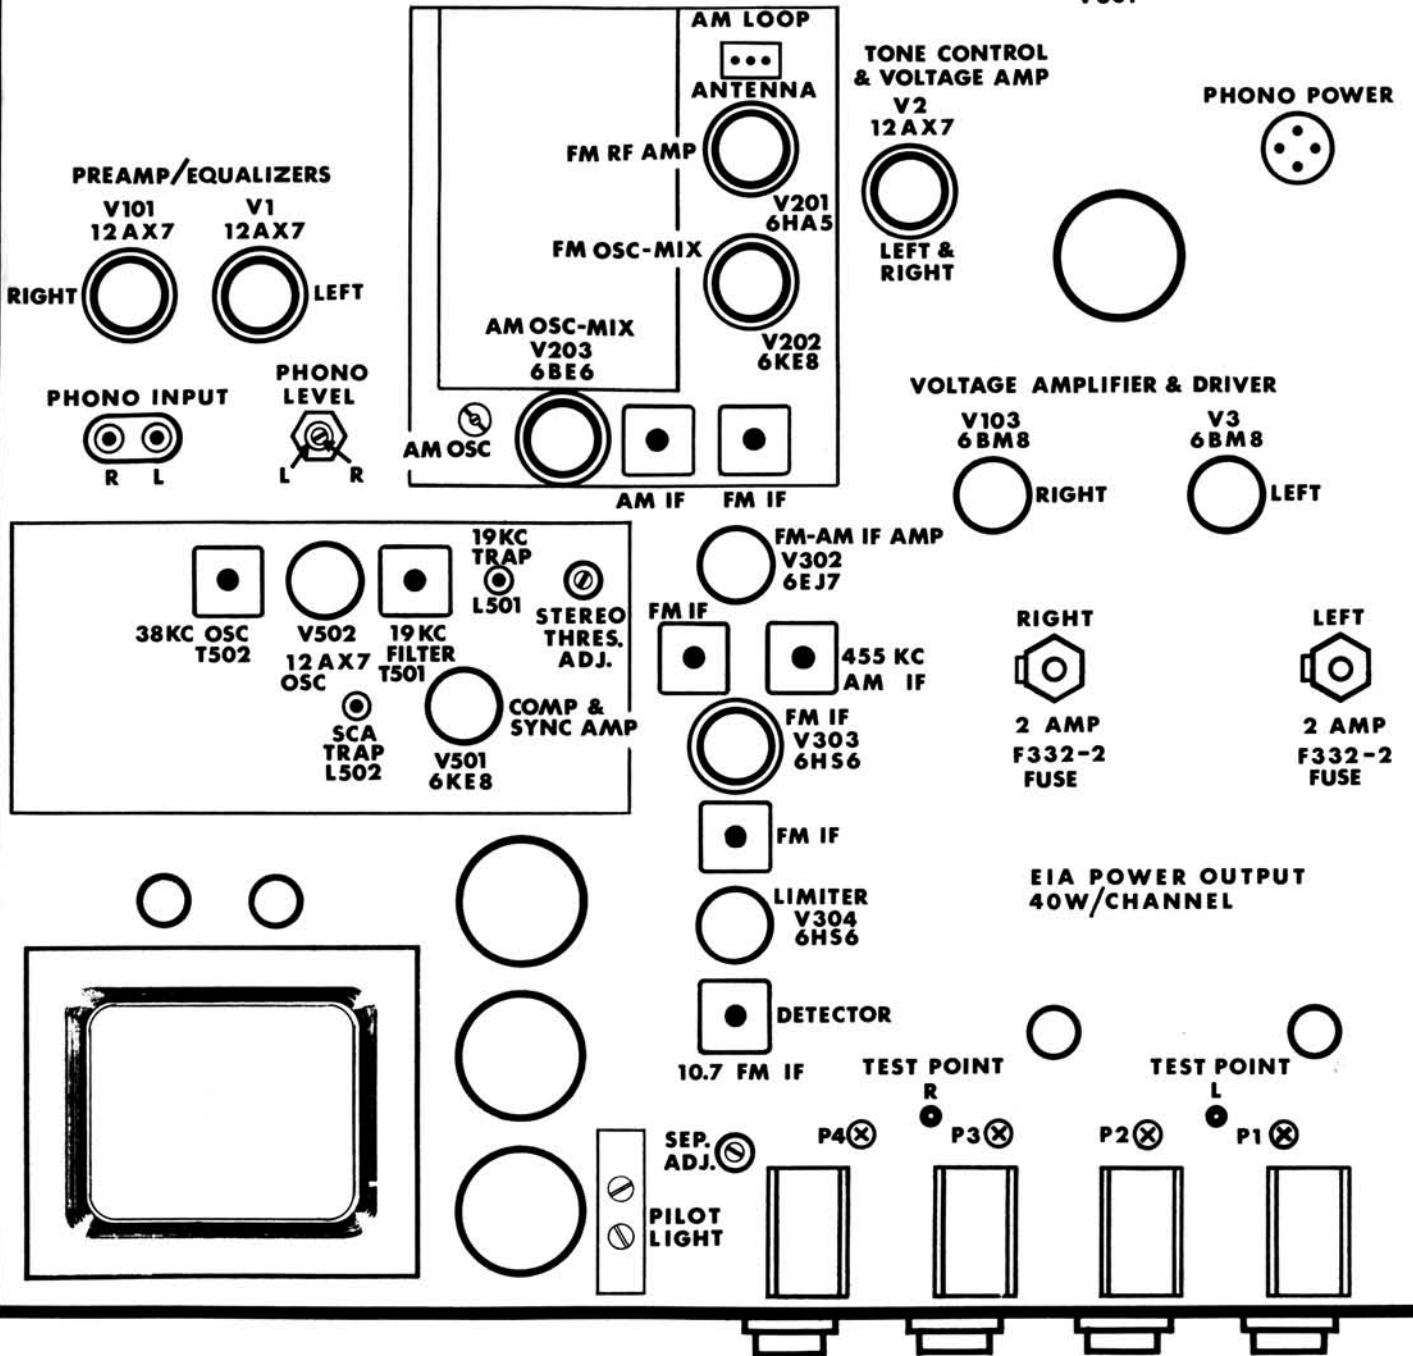 AM LOOP
ANTENNA
TONE CONTROL
& VOLTAGE AMP
V2
12AX7
LEFT &
RIGHT
PHONO POWER
FM RF AMP
V201
6HA5
FM OSC-MIX
V202
6KE8
PREAMP/EQUALIZERS
V101
12AX7
V1
12AX7
RIGHT
LEFT
AM OSC-MIX
V203
6BE6
PHONO INPUT
R L
PHONO
LEVEL
L R
AM OSC
AM IF
FM IF
VOLTAGE AMPLIFIER & DRIVER
V103
6BM8
RIGHT
V3
6BM8
LEFT
FM-AM IF AMP
V302
6EJ7
38KC OSC
T502
V502
12AX7
OSC
19KC
FILTER
T501
19KC
TRAP
L501
STEREO
THRES.
ADJ.
SCA
TRAP
L502
COMP &
SYNC AMP
V501
6KE8
FM IF
455 KC
AM IF
FM IF
V303
6HS6
RIGHT
2 AMP
F332-2
FUSE
LEFT
2 AMP
F332-2
FUSE
FM IF
LIMITER
V304
6HS6
EIA POWER OUTPUT
40W/CHANNEL
DETECTOR
10.7 FM IF
TEST POINT
R
TEST POINT
L
SEP.
ADJ.
P4
P3
P2
P1
PILOT
LIGHT